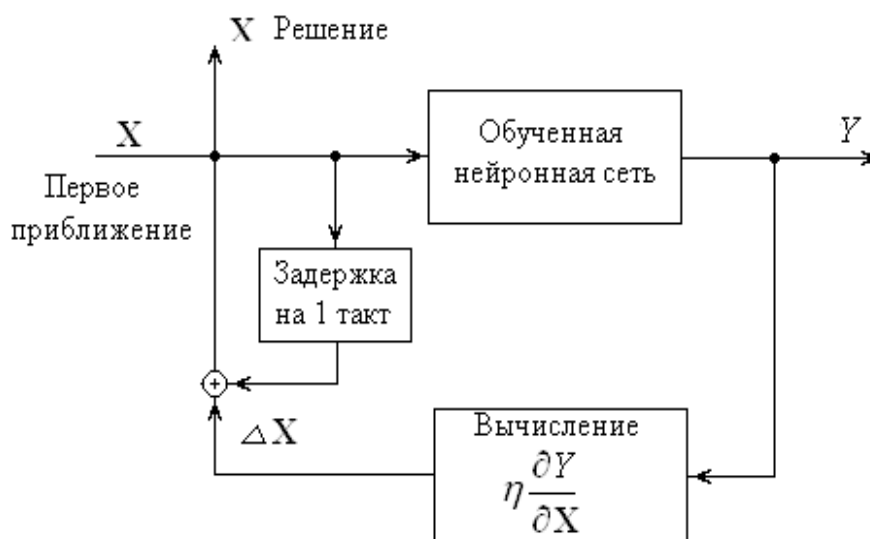 X Решение
X
Первое
приближение
Обученная
нейронная сеть
Y
Задержка
на 1 такт
+
△X
Вычисление
η ∂Y/∂X